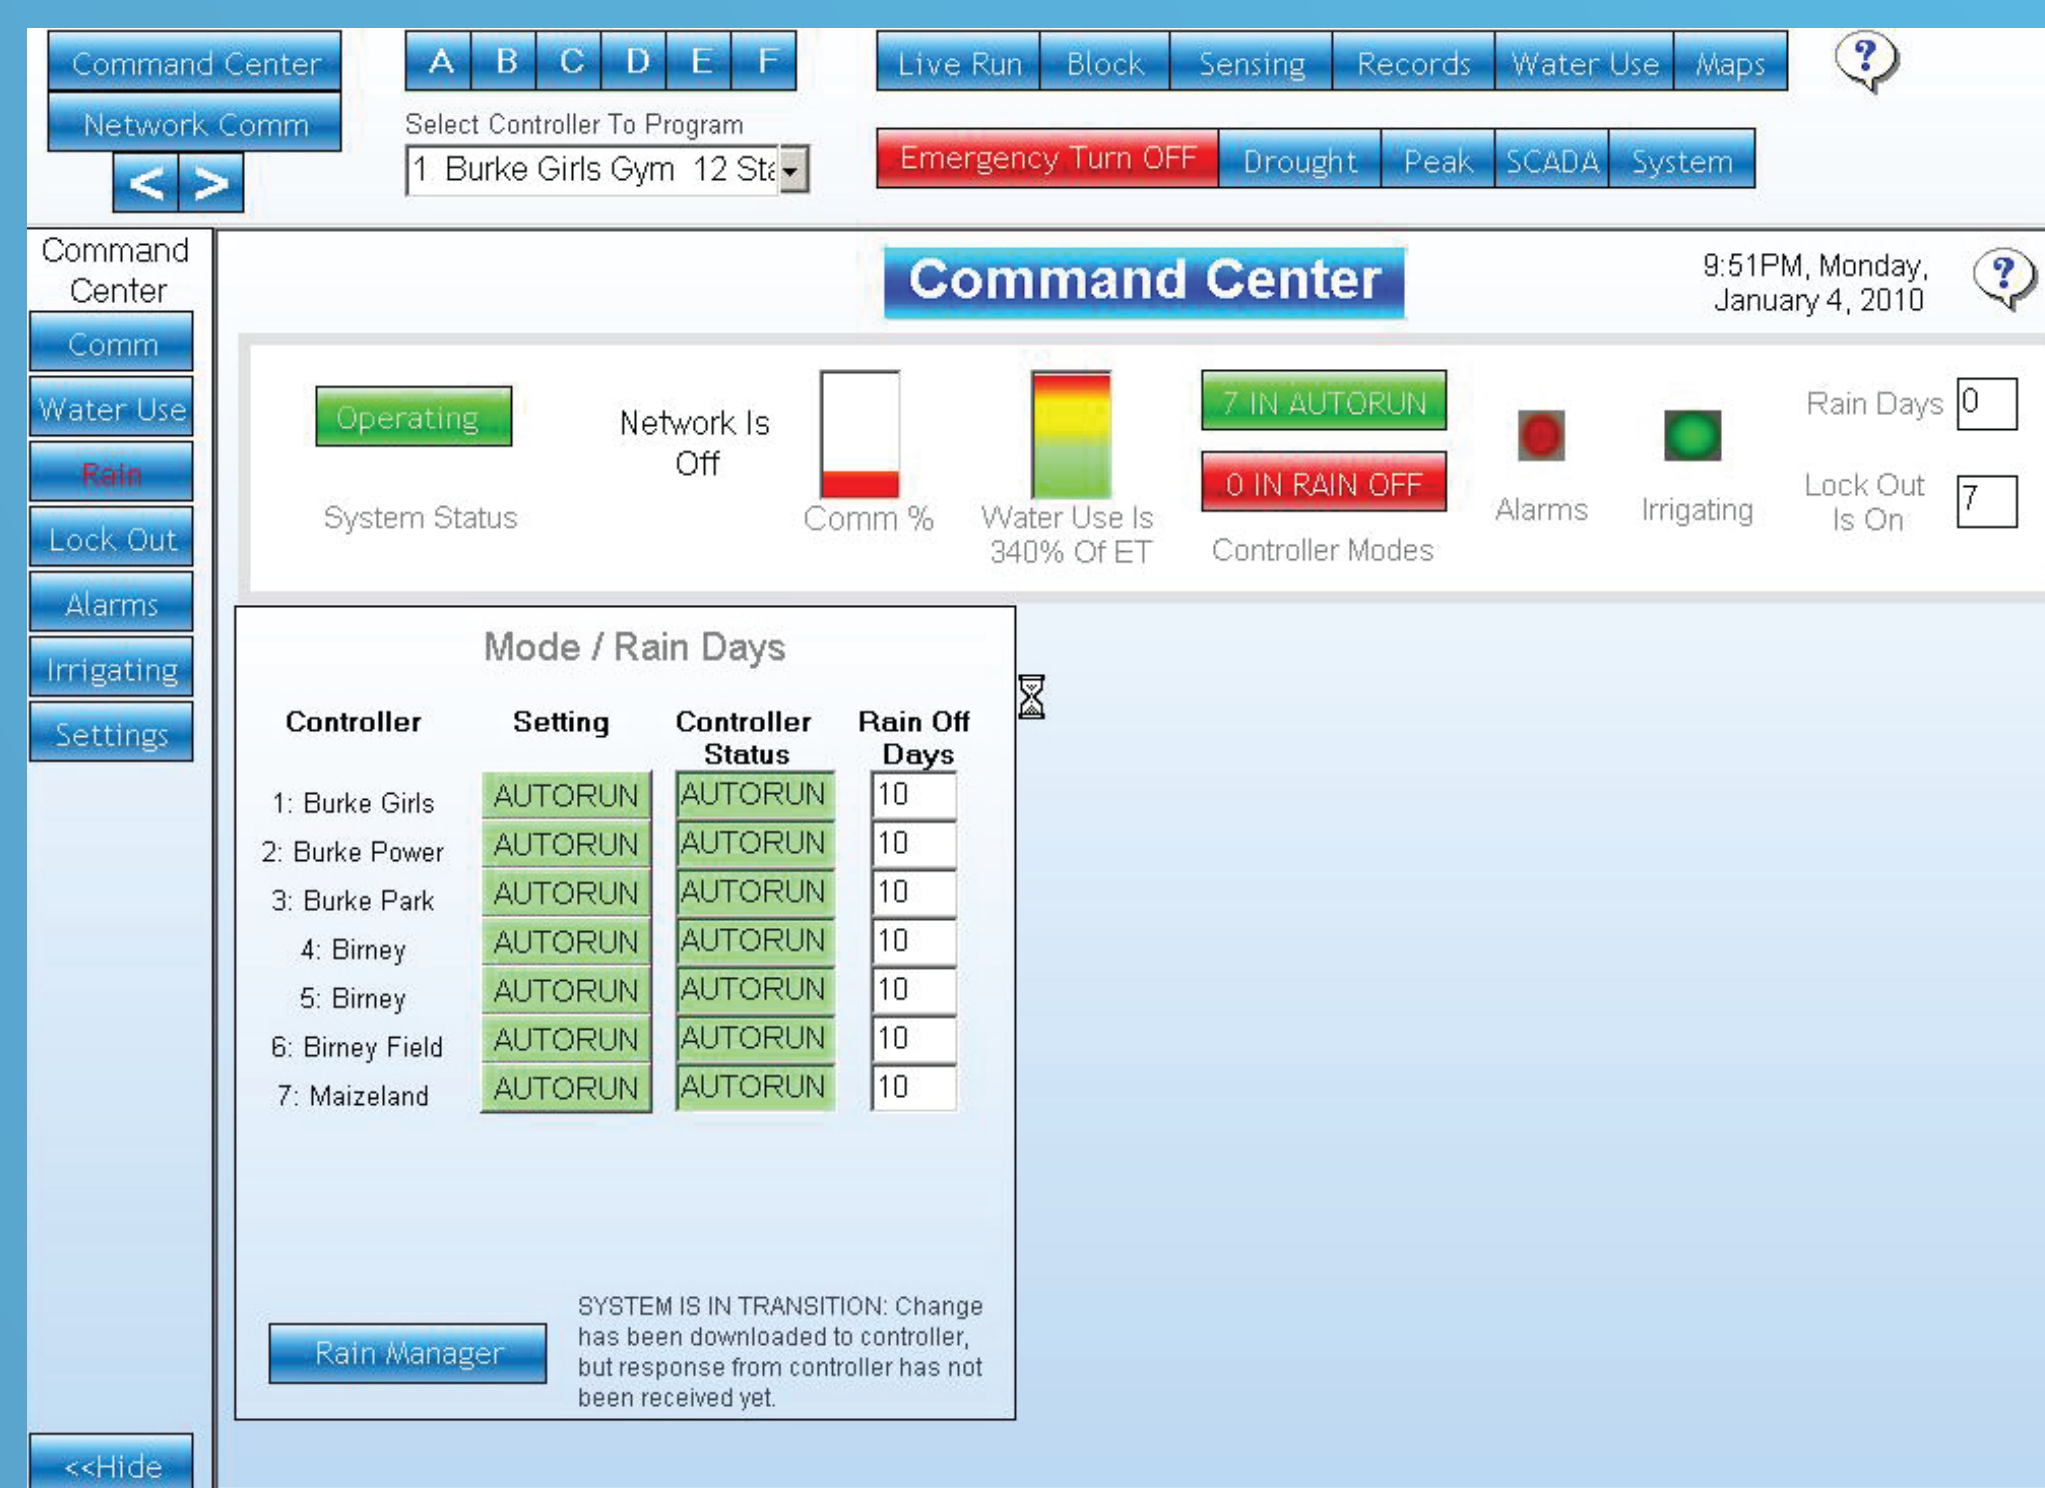 Command Center
A B C D E F
Live Run Block Sensing Records Water Use Maps
?
Network Comm
Select Controller To Program
< >
1 Burke Girls Gym 12 Sta
Emergency Turn OFF Drought Peak SCADA System
Command
Center
Comm
Water Use
Rain
Lock Out
Alarms
Irrigating
Settings
<<Hide
Command Center
9:51PM, Monday,
January 4, 2010
?
Operating
System Status
Network Is
Off
Comm %
Water Use Is
340% Of ET
7 IN AUTORUN
0 IN RAIN OFF
Controller Modes
Alarms
Irrigating
Rain Days 0
Lock Out
Is On
7
Mode / Rain Days
Controller Setting Controller Rain Off
Status Days
1: Burke Girls AUTORUN AUTORUN 10
2: Burke Power AUTORUN AUTORUN 10
3: Burke Park AUTORUN AUTORUN 10
4: Birney AUTORUN AUTORUN 10
5: Birney AUTORUN AUTORUN 10
6: Birney Field AUTORUN AUTORUN 10
7: Maizeland AUTORUN AUTORUN 10
Rain Manager
SYSTEM IS IN TRANSITION: Change
has been downloaded to controller,
but response from controller has not
been received yet.